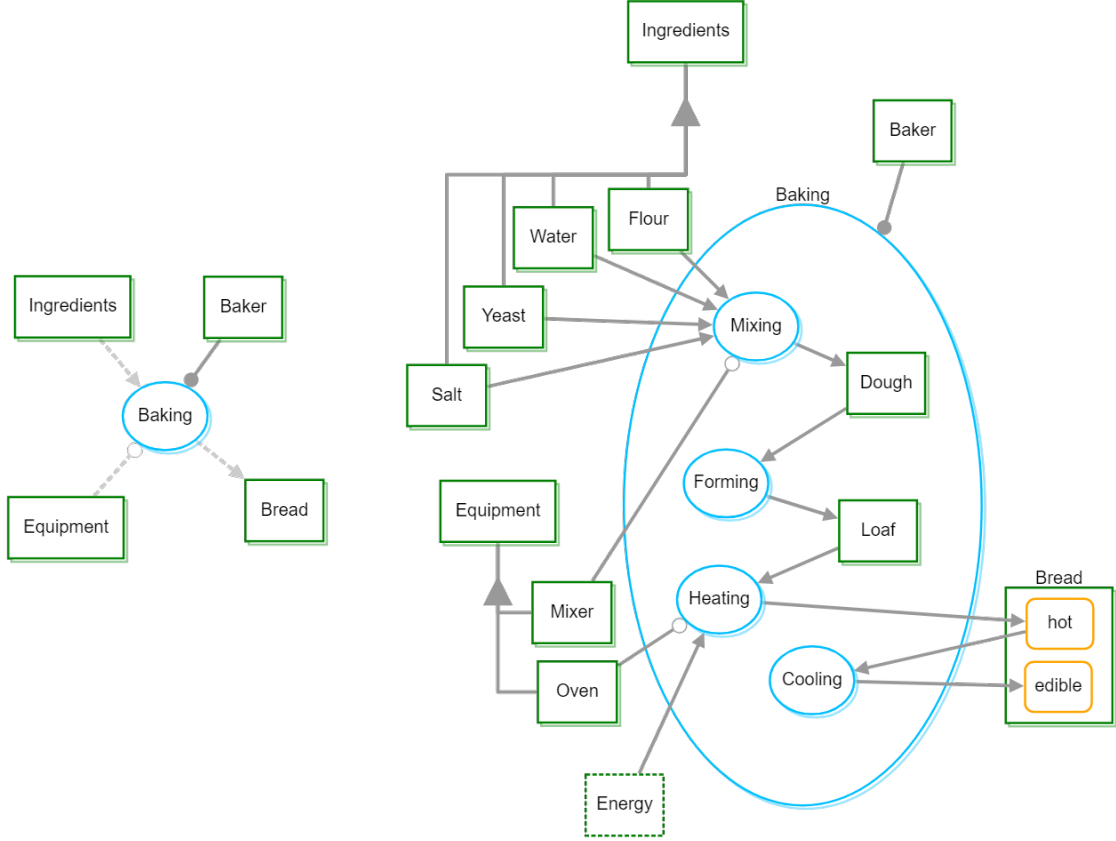 Ingredients
Baker
Baking
Equipment
Bread
Ingredients
Baker
Baking
Flour
Water
Yeast
Salt
Mixing
Dough
Forming
Equipment
Loaf
Mixer
Heating
Bread
hot
Oven
Cooling
edible
Energy